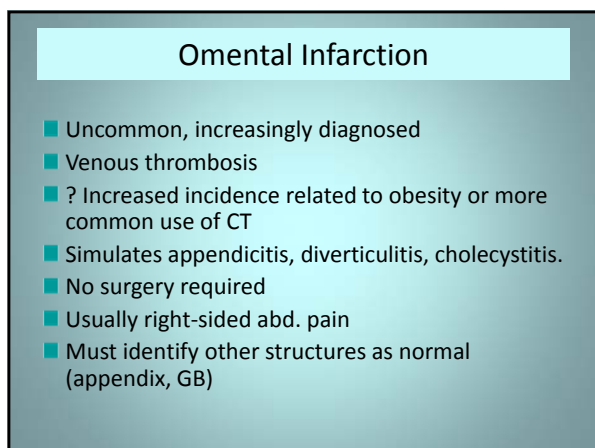 Omental Infarction
Uncommon, increasingly diagnosed
Venous thrombosis
? Increased incidence related to obesity or more
common use of CT
Simulates appendicitis, diverticulitis, cholecystitis.
No surgery required
Usually right-sided abd. pain
Must identify other structures as normal
(appendix, GB)